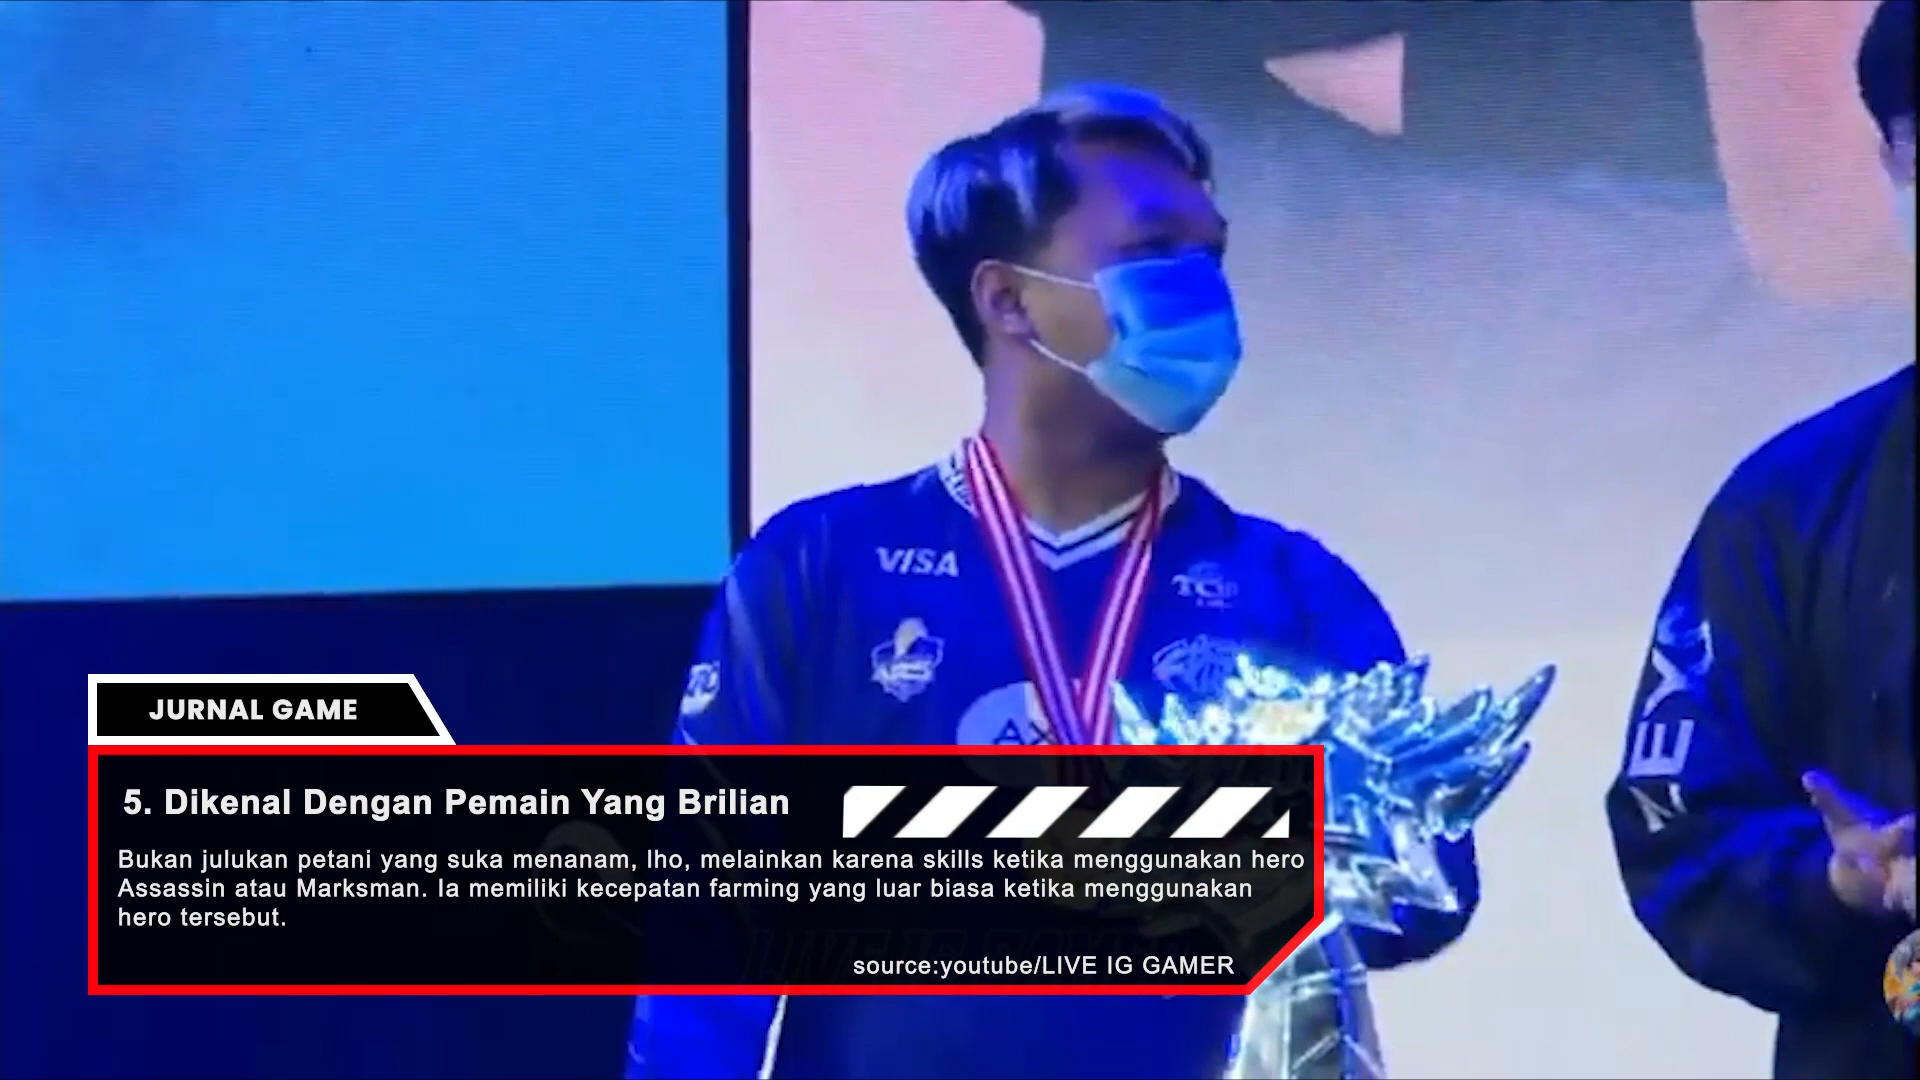 VISA
AXIS
ZEYS
JURNAL GAME
5. Dikenal Dengan Pemain Yang Brilian
Bukan julukan petani yang suka menanam, lho, melainkan karena skills ketika menggunakan hero
Assassin atau Marksman. Ia memiliki kecepatan farming yang luar biasa ketika menggunakan
hero tersebut.
source:youtube/LIVE IG GAMER